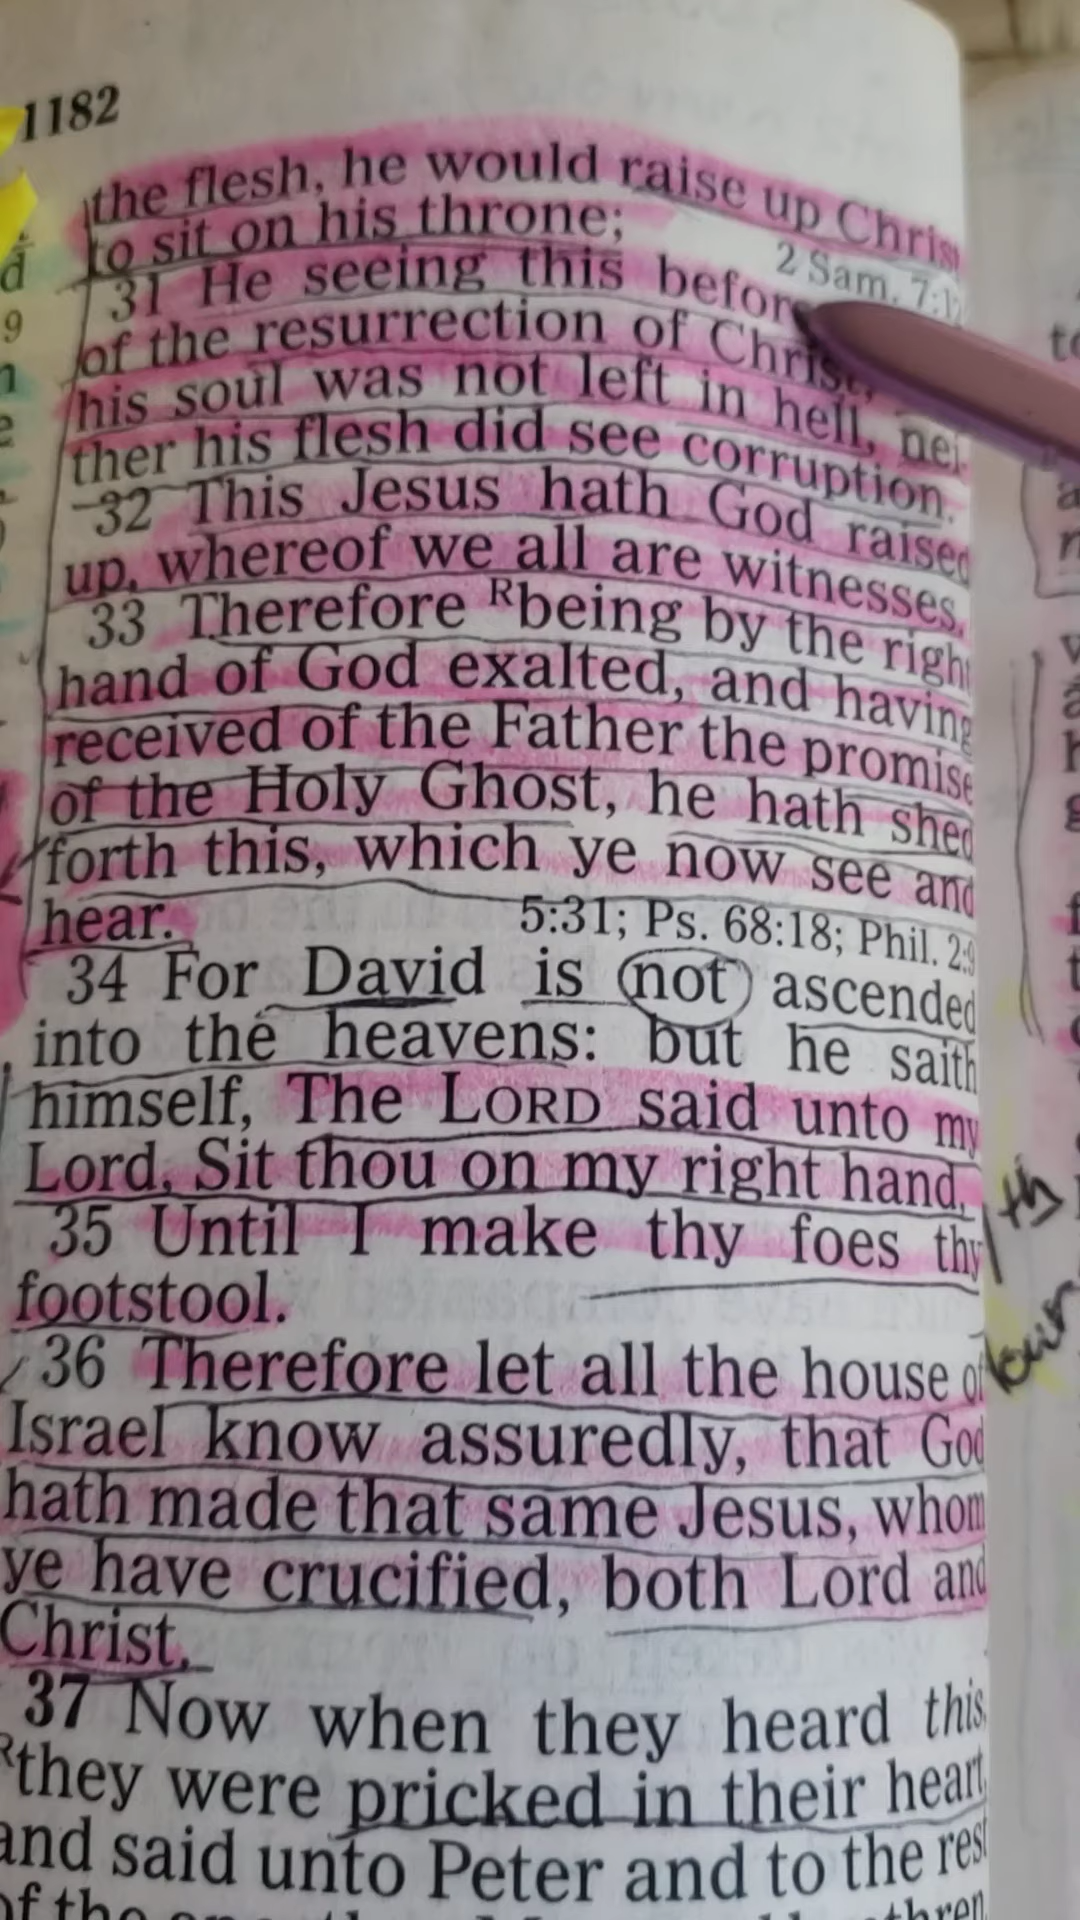 1182
the flesh, he would raise up Christ
to sit on his throne;
2 Sam. 7:1
31 He seeing this before
of the resurrection of Christ,
his soul was not left in hell, nei-
ther his flesh did see corruption.
32 This Jesus hath God raised
up, whereof we all are witnesses.
33 Therefore R being by the right
hand of God exalted, and having
received of the Father the promise
of the Holy Ghost, he hath shed
forth this, which ye now see and
hear. 5:31; Ps. 68:18; Phil. 2:9
34 For David is not ascended
into the heavens: but he saith
himself, The LORD said unto my
Lord, Sit thou on my right hand,
35 Until I make thy foes thy
footstool.
36 Therefore let all the house of
Israel know assuredly, that God
hath made that same Jesus, whom
ye have crucified, both Lord and
Christ.
37 Now when they heard this,
R they were pricked in their heart,
and said unto Peter and to the rest
of the